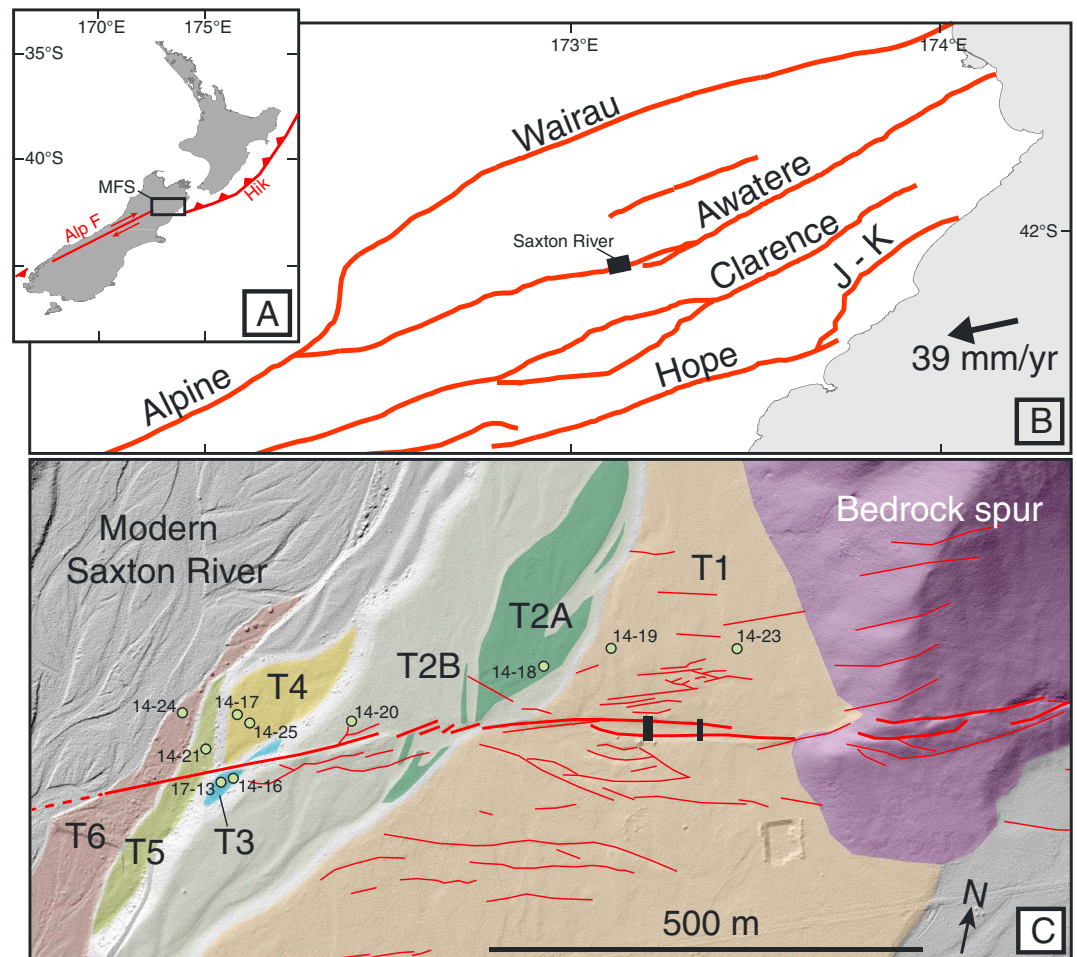 170°E
175°E
35°S
40°S
MFS
Alp F
Hik
A
173°E
174°E
42°S
Wairau
Awatere
Saxton River
Clarence
J - K
Hope
Alpine
39 mm/yr
B
Modern
Saxton River
Bedrock spur
T1
T2A
T2B
T4
14-19
14-23
14-18
14-20
14-24
14-17
14-25
14-21
17-13
14-16
T6
T5
T3
500 m
N
C